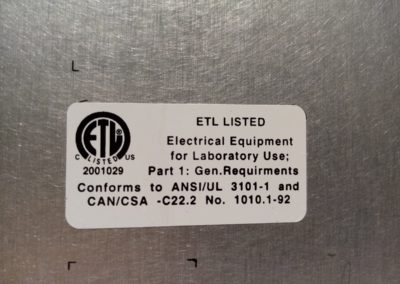 ETL LISTED
ETL®
C LISTED US
2001029
Electrical Equipment
for Laboratory Use;
Part 1: Gen.Requirments
Conforms to ANSI/UL 3101-1 and
CAN/CSA -C22.2 No. 1010.1-92